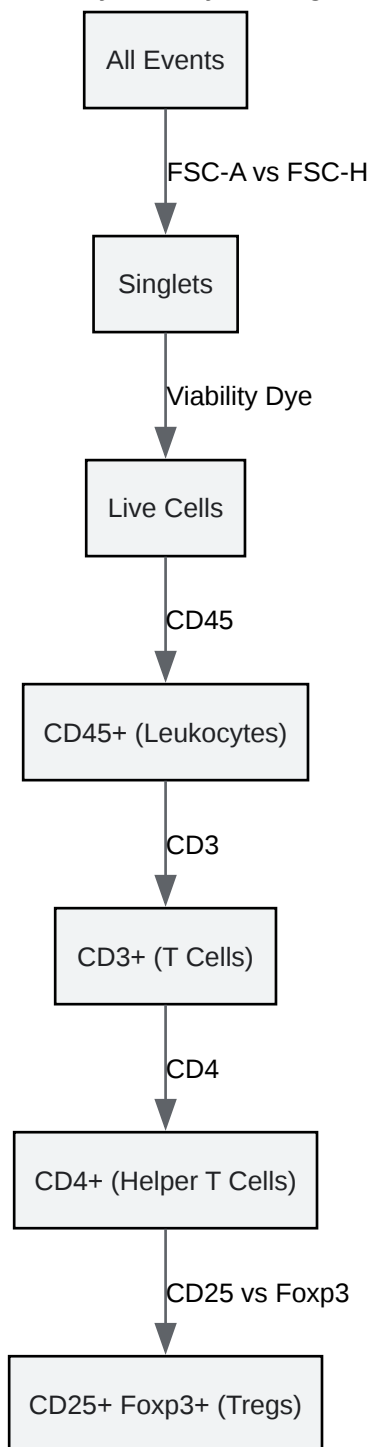 All Events
FSC-A vs FSC-H
Singlets
Viability Dye
Live Cells
CD45
CD45+ (Leukocytes)
CD3
CD3+ (T Cells)
CD4
CD4+ (Helper T Cells)
CD25 vs Foxp3
CD25+ Foxp3+ (Tregs)